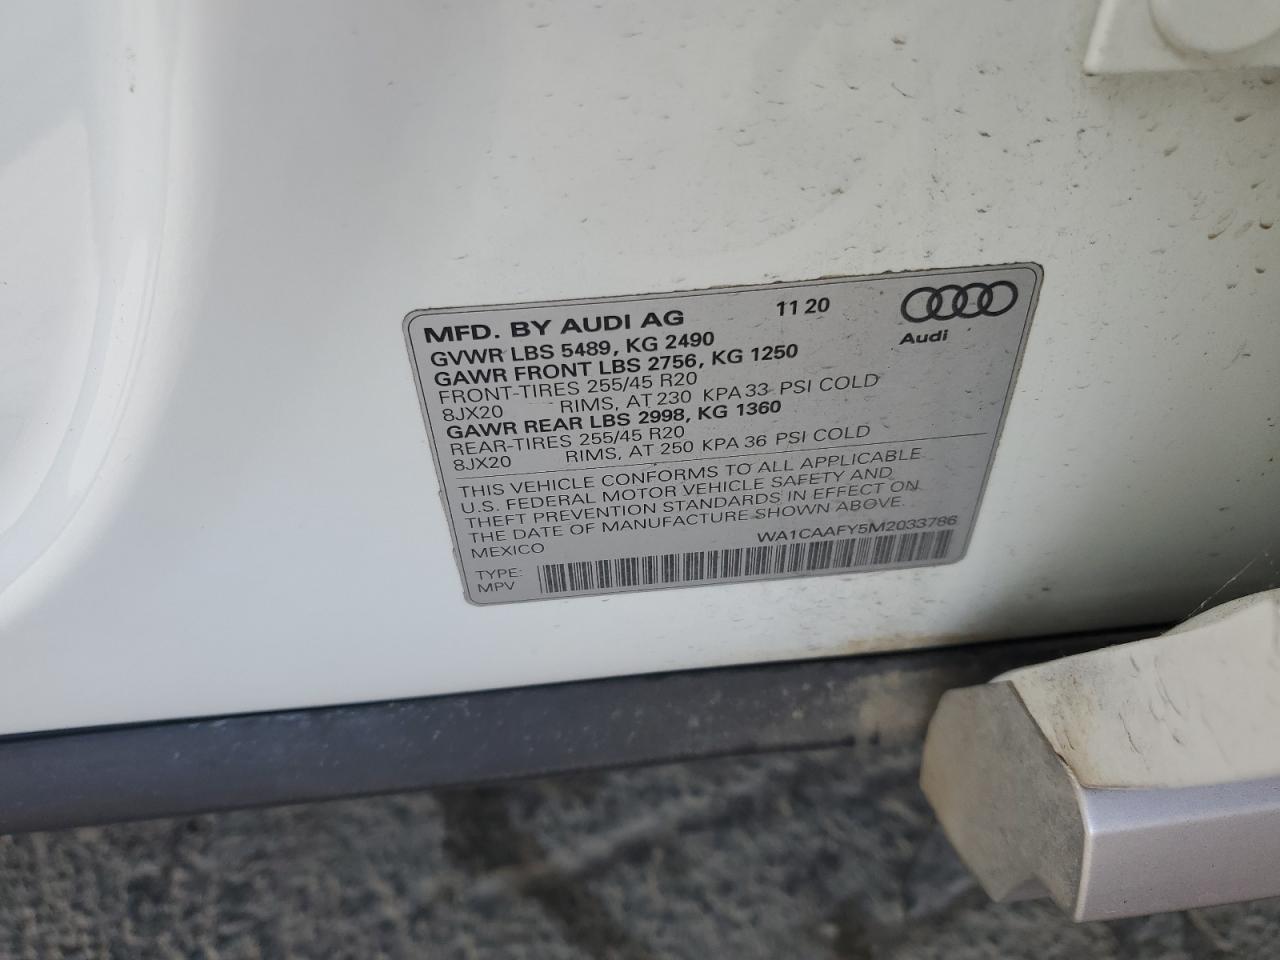 MFD. BY AUDI AG 11 20
Audi
GVWR LBS 5489, KG 2490
GAWR FRONT LBS 2756, KG 1250
FRONT-TIRES 255/45 R20
8JX20 RIMS, AT 230 KPA 33 PSI COLD
GAWR REAR LBS 2998, KG 1360
REAR-TIRES 255/45 R20
8JX20 RIMS, AT 250 KPA 36 PSI COLD
THIS VEHICLE CONFORMS TO ALL APPLICABLE
U.S. FEDERAL MOTOR VEHICLE SAFETY AND
THEFT PREVENTION STANDARDS IN EFFECT ON
THE DATE OF MANUFACTURE SHOWN ABOVE.
MEXICO WA1CAAFY5M2033786
TYPE:
MPV